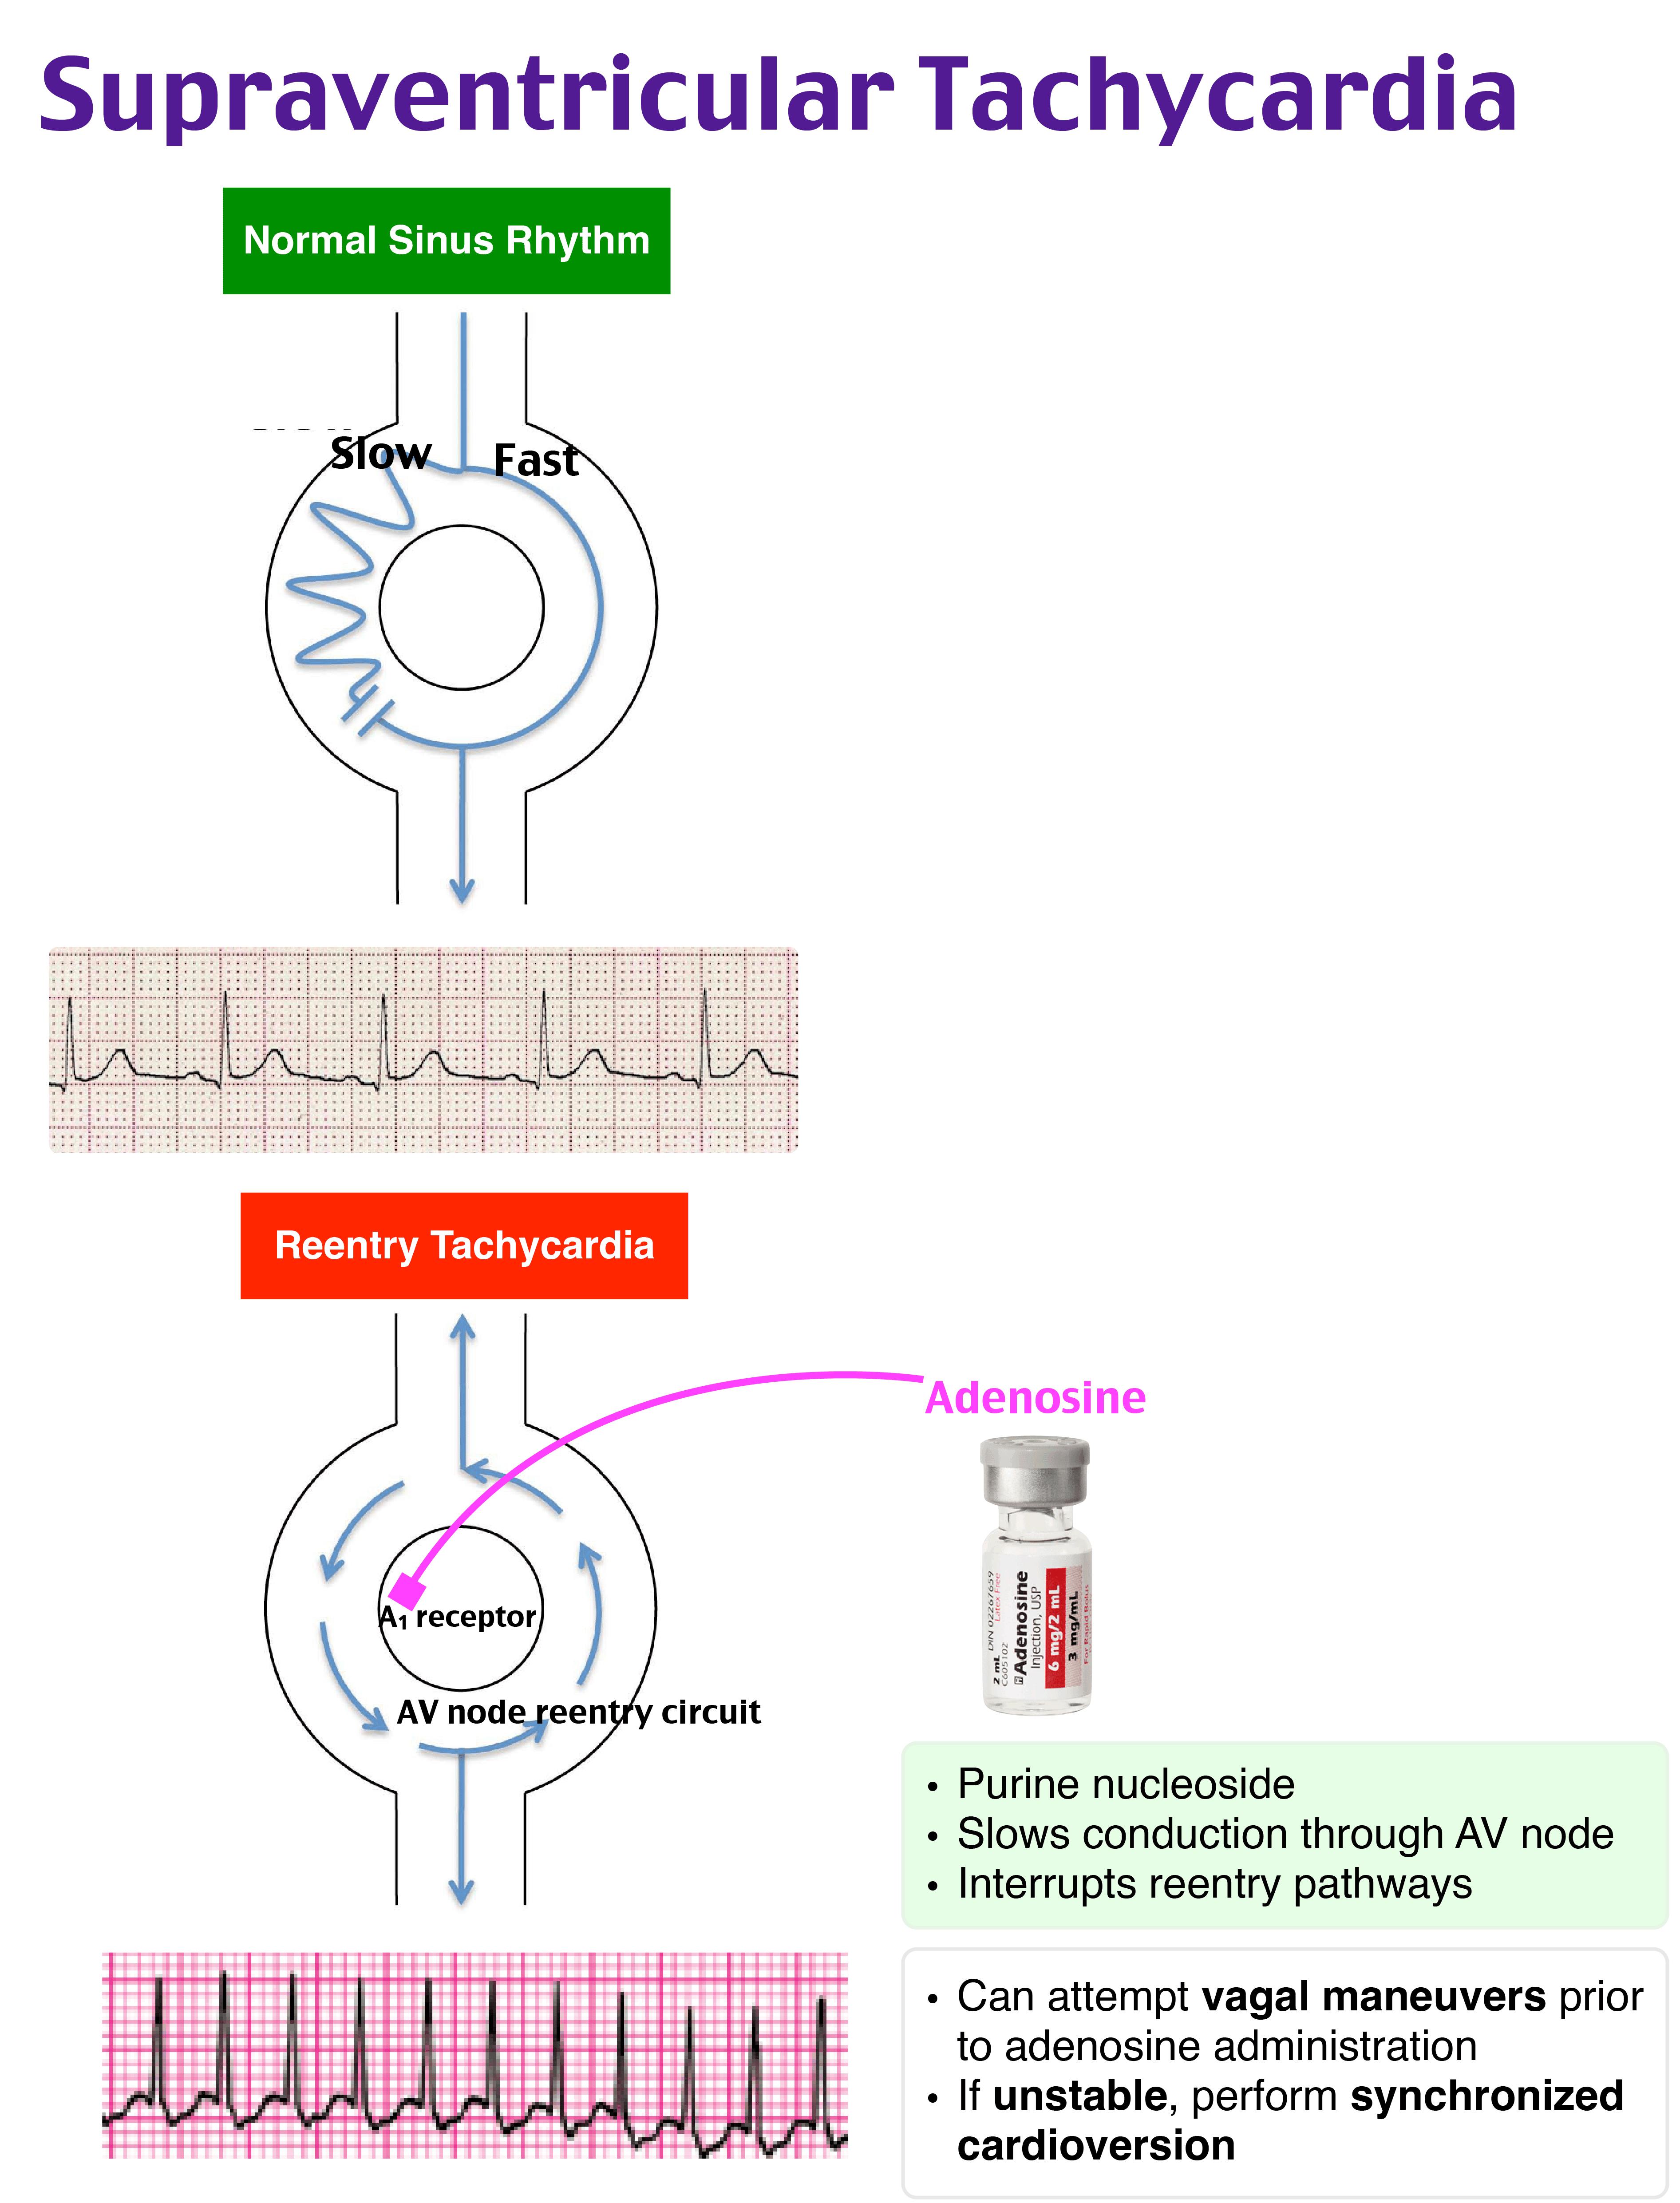 Supraventricular Tachycardia
Normal Sinus Rhythm
Slow
Fast
Reentry Tachycardia
Adenosine
A₁ receptor
AV node reentry circuit
2 mL DIN 02267659
C605102 Latex Free
Adenosine
Injection, USP
6 mg/2 mL
3 mg/mL
For Rapid Bolus
• Purine nucleoside
• Slows conduction through AV node
• Interrupts reentry pathways
• Can attempt vagal maneuvers prior
to adenosine administration
• If unstable, perform synchronized
cardioversion